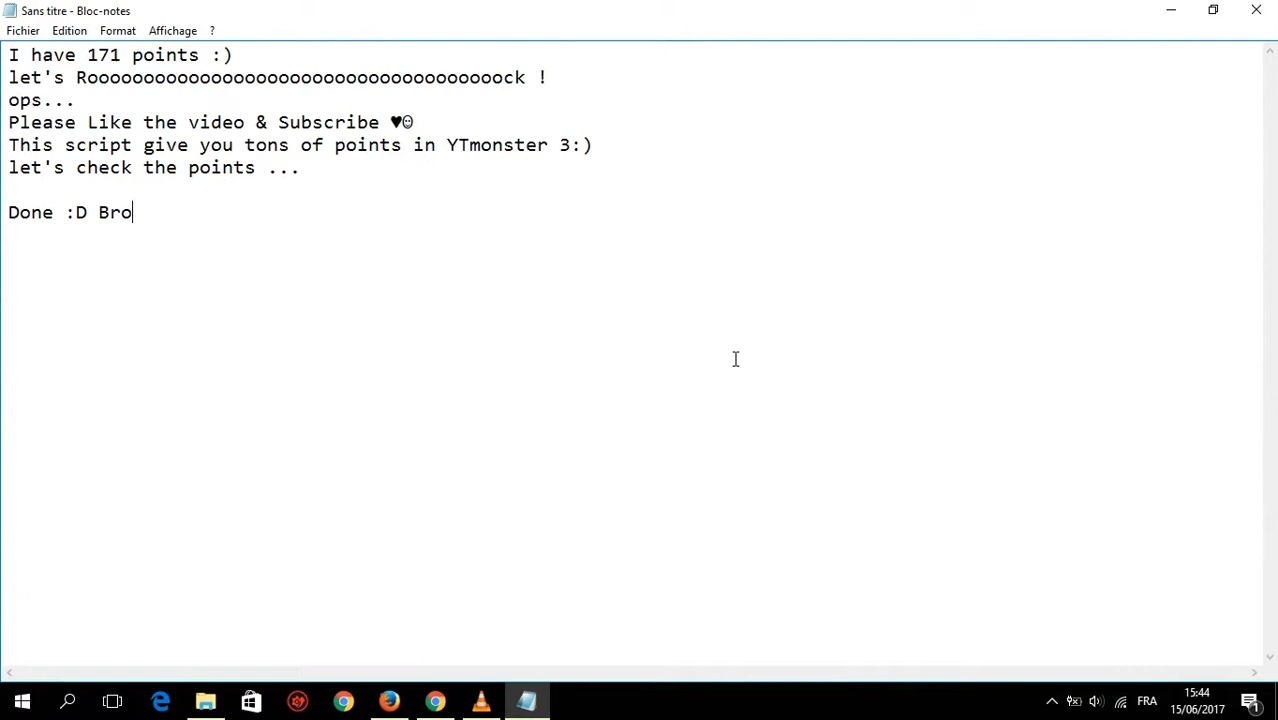 Sans titre - Bloc-notes
Fichier Edition Format Affichage ?
I have 171 points :)
let's Rooooooooooooooooooooooooooooooooooooock !
ops...
Please Like the video & Subscribe ♥☺
This script give you tons of points in YTmonster 3:)
let's check the points ...
Done :D Bro
FRA
15:44
15/06/2017
1